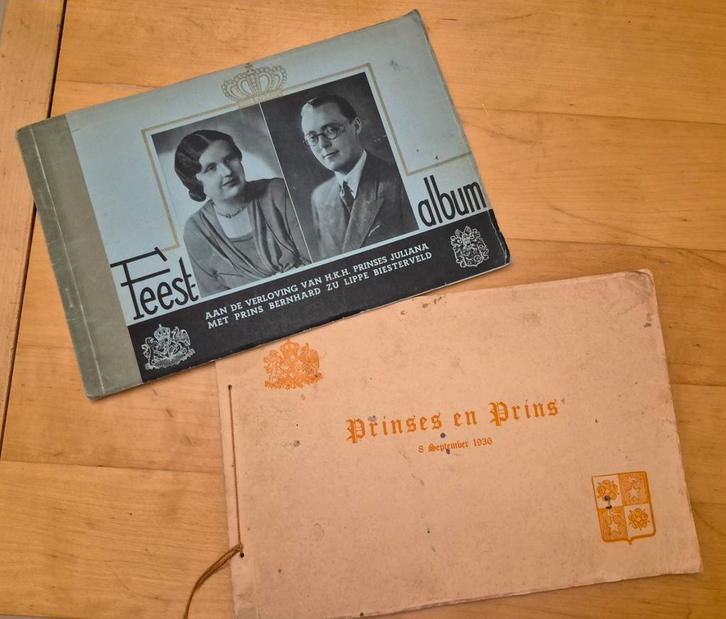 Feest-
album
AAN DE VERLOVING VAN H.K.H. PRINSES JULIANA
MET PRINS BERNHARD ZU LIPPE BIESTERVELD
Prinses en Prins
8 September 1936